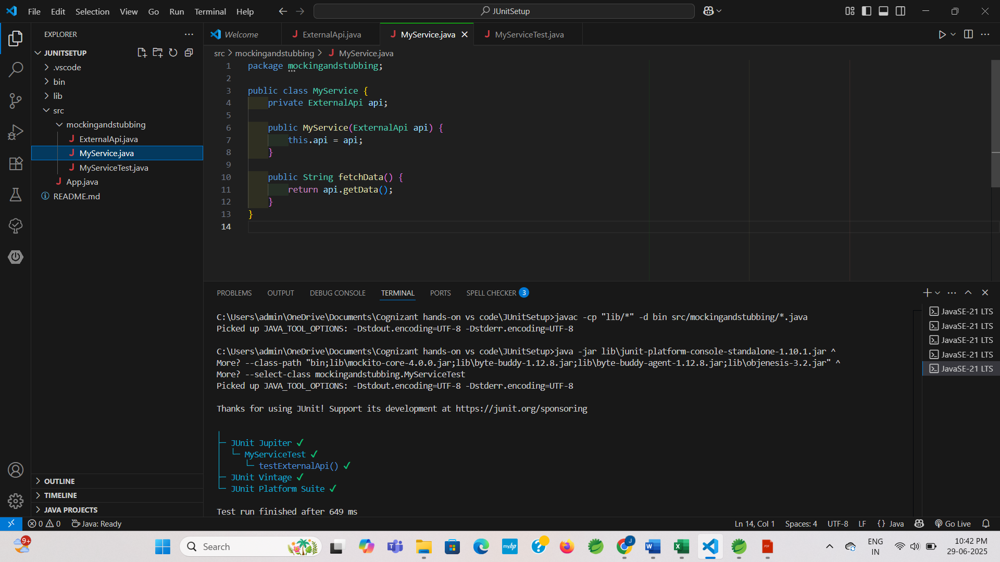 File Edit Selection View Go Run Terminal Help
JUnitSetup
EXPLORER
Welcome
ExternalApi.java
MyService.java
MyServiceTest.java
JUNITSETUP
.vscode
bin
lib
src
mockingandstubbing
ExternalApi.java
MyService.java
MyServiceTest.java
App.java
README.md
OUTLINE
TIMELINE
JAVA PROJECTS
src > mockingandstubbing > MyService.java
1 package mockingandstubbing;
2
3 public class MyService {
4 private ExternalApi api;
5
6 public MyService(ExternalApi api) {
7 this.api = api;
8 }
9
10 public String fetchData() {
11 return api.getData();
12 }
13 }
14
PROBLEMS OUTPUT DEBUG CONSOLE TERMINAL PORTS SPELL CHECKER 3
C:\Users\admin\OneDrive\Documents\Cognizant hands-on vs code\JUnitSetup>javac -cp "lib/*" -d bin src/mockingandstubbing/*.java
Picked up JAVA_TOOL_OPTIONS: -Dstdout.encoding=UTF-8 -Dstderr.encoding=UTF-8
C:\Users\admin\OneDrive\Documents\Cognizant hands-on vs code\JUnitSetup>java -jar lib\junit-platform-console-standalone-1.10.1.jar ^
More? --class-path "bin;lib\mockito-core-4.0.0.jar;lib\byte-buddy-1.12.8.jar;lib\byte-buddy-agent-1.12.8.jar;lib\objenesis-3.2.jar" ^
More? --select-class mockingandstubbing.MyServiceTest
Picked up JAVA_TOOL_OPTIONS: -Dstdout.encoding=UTF-8 -Dstderr.encoding=UTF-8
Thanks for using JUnit! Support its development at https://junit.org/sponsoring
JUnit Jupiter ✓
MyServiceTest ✓
testExternalApi() ✓
JUnit Vintage ✓
JUnit Platform Suite ✓
Test run finished after 649 ms
JavaSE-21 LTS
JavaSE-21 LTS
JavaSE-21 LTS
JavaSE-21 LTS
JavaSE-21 LTS
0 0 Java: Ready
Ln 14, Col 1 Spaces: 4 UTF-8 LF {} Java Go Live
9+
Search
myhp
J
PDF
ENG
IN
10:42 PM
29-06-2025